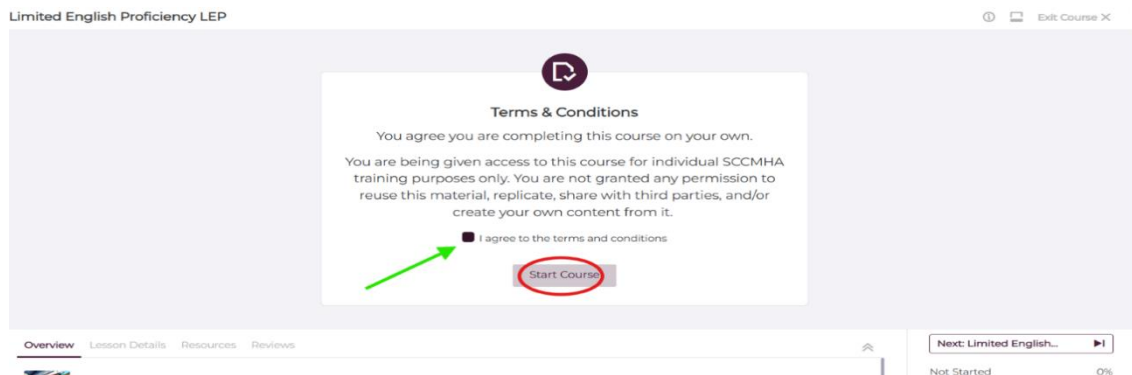 Limited English Proficiency LEP
Exit Course X
Terms & Conditions
You agree you are completing this course on your own.
You are being given access to this course for individual SCCMHA
training purposes only. You are not granted any permission to
reuse this material, replicate, share with third parties, and/or
create your own content from it.
I agree to the terms and conditions
Start Course
Overview Lesson Details Resources Reviews
Next: Limited English...
Not Started 0%